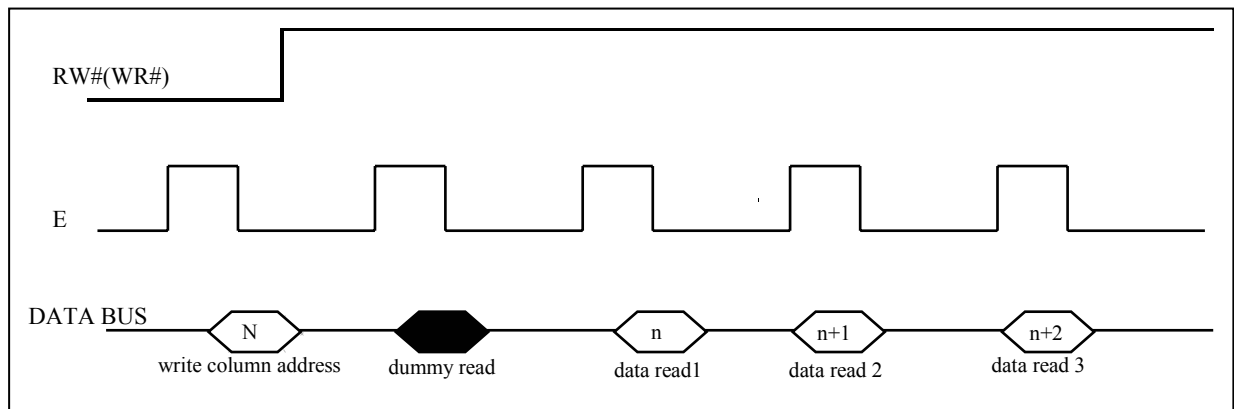 RW#(WR#)
E
DATA BUS
N n n+1 n+2
write column address dummy read data read1 data read 2 data read 3